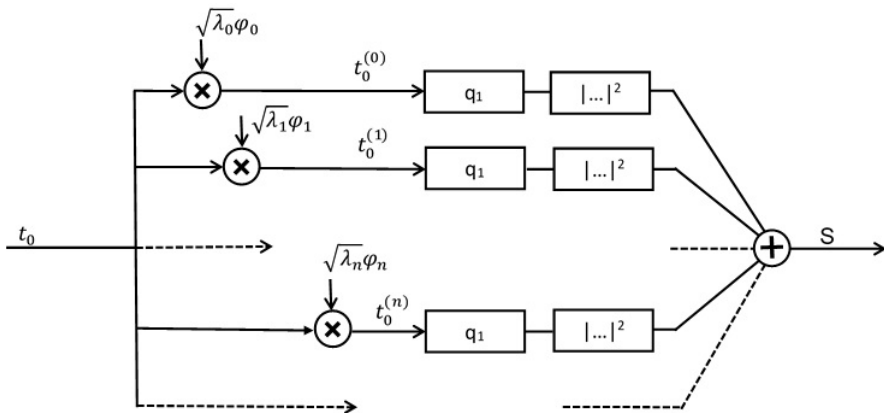 √λ₀φ₀
t₀⁽⁰⁾ q₁ |...|²
√λ₁φ₁
t₀⁽¹⁾ q₁ |...|²
t₀ S
√λₙφₙ
t₀⁽ⁿ⁾ q₁ |...|²